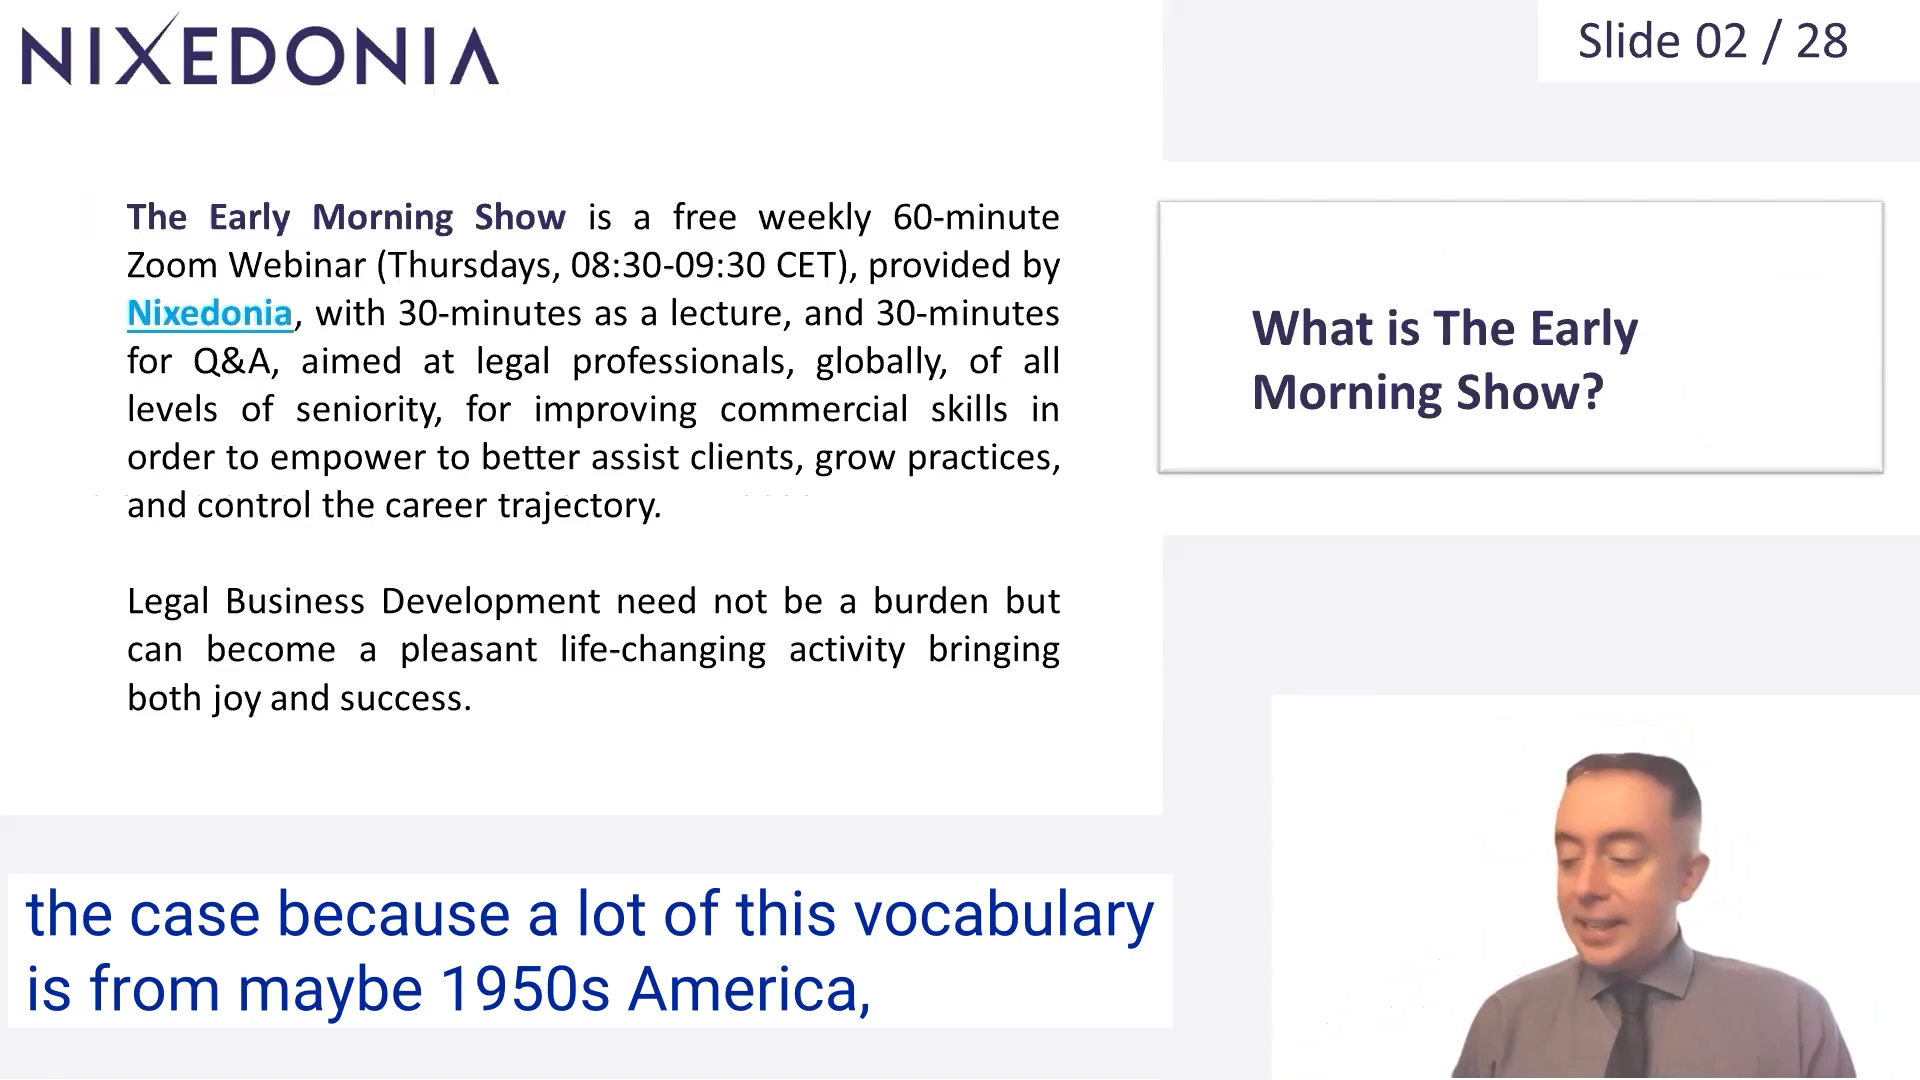 NIXEDONIA
Slide 02 / 28
The Early Morning Show is a free weekly 60-minute
Zoom Webinar (Thursdays, 08:30-09:30 CET), provided by
Nixedonia, with 30-minutes as a lecture, and 30-minutes
for Q&A, aimed at legal professionals, globally, of all
levels of seniority, for improving commercial skills in
order to empower to better assist clients, grow practices,
and control the career trajectory.
Legal Business Development need not be a burden but
can become a pleasant life-changing activity bringing
both joy and success.
What is The Early
Morning Show?
the case because a lot of this vocabulary
is from maybe 1950s America,